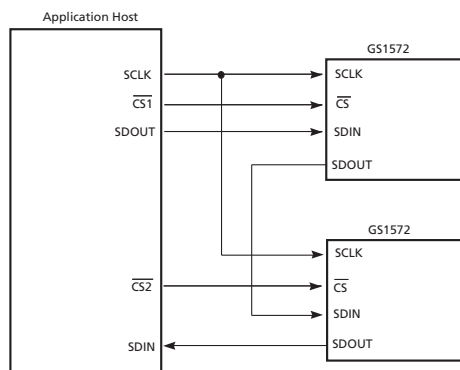 Application Host
SCLK
CS1
SDOUT
CS2
SDIN
GS1572
SCLK
CS
SDIN
SDOUT
GS1572
SCLK
CS
SDIN
SDOUT